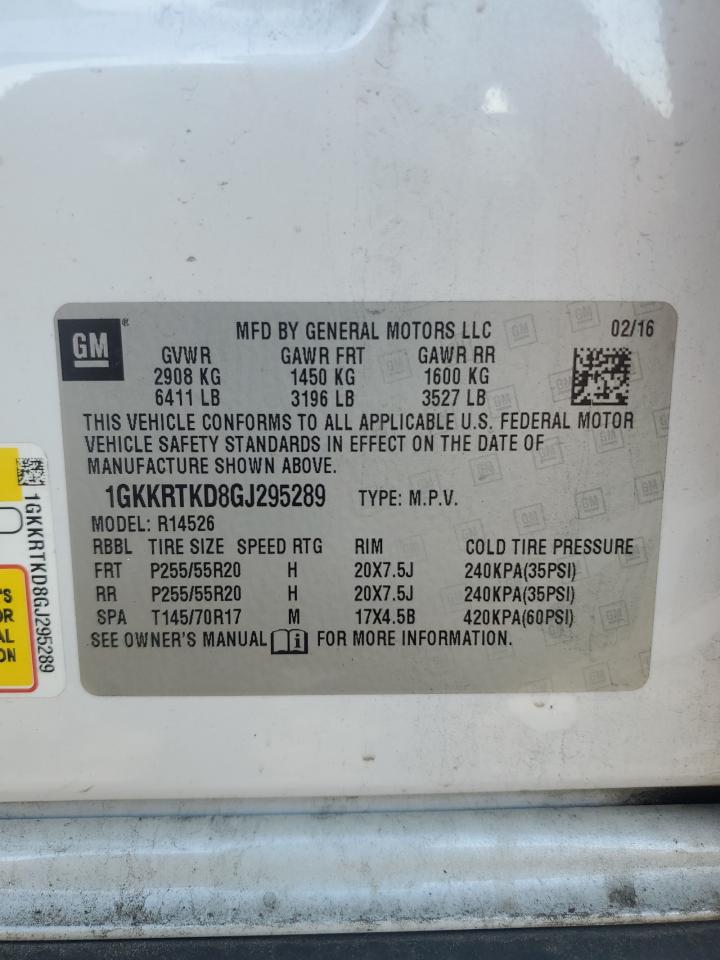 GM
MFD BY GENERAL MOTORS LLC 02/16
GVWR GAWR FRT GAWR RR
2908 KG 1450 KG 1600 KG
6411 LB 3196 LB 3527 LB
THIS VEHICLE CONFORMS TO ALL APPLICABLE U.S. FEDERAL MOTOR
VEHICLE SAFETY STANDARDS IN EFFECT ON THE DATE OF
MANUFACTURE SHOWN ABOVE.
1GKKRTKD8GJ295289 TYPE: M.P.V.
MODEL: R14526
RBBL TIRE SIZE SPEED RTG RIM COLD TIRE PRESSURE
FRT P255/55R20 H 20X7.5J 240KPA(35PSI)
RR P255/55R20 H 20X7.5J 240KPA(35PSI)
SPA T145/70R17 M 17X4.5B 420KPA(60PSI)
SEE OWNER'S MANUAL FOR MORE INFORMATION.
1GKKRTKD8GJ295289